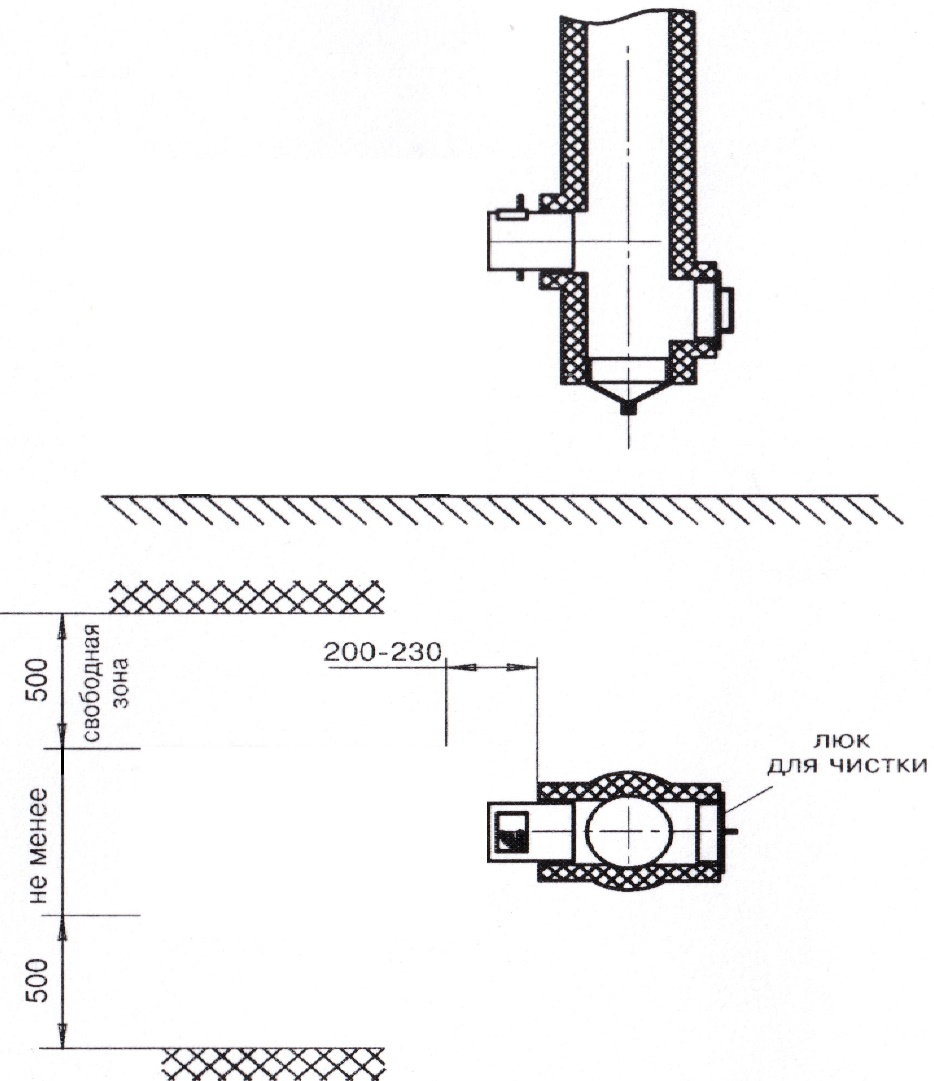 500
свободная
зона
200-230
люк
для чистки
не менее
500